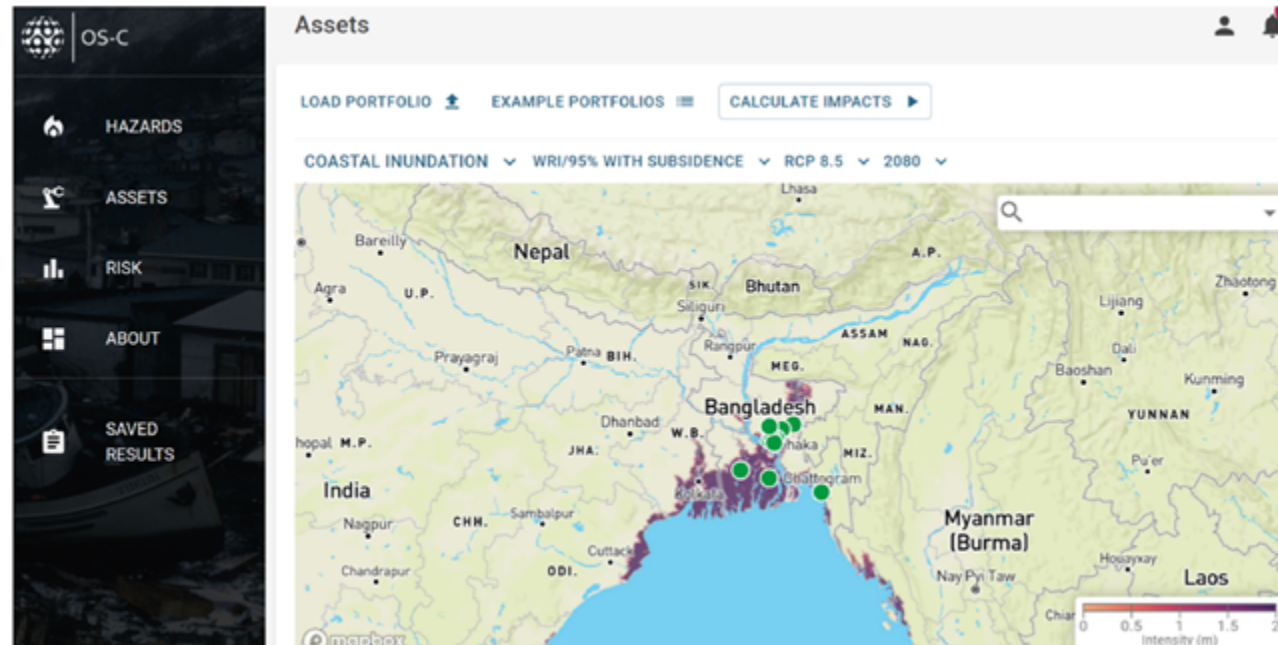 OS-C
Assets
HAZARDS
ASSETS
RISK
ABOUT
SAVED
RESULTS
LOAD PORTFOLIO
EXAMPLE PORTFOLIOS
CALCULATE IMPACTS
COASTAL INUNDATION
WRI/95% WITH SUBSIDENCE
RCP 8.5
2080
Lhasa
Bareilly
Nepal
A.P.
Zhaotong
Agra
U.P.
SIK.
Bhutan
Siliguri
Lijiang
ASSAM
NAG.
Prayagraj
Patna
BIH.
Rangpur
Dali
MEG.
Baoshan
Kunming
Bangladesh
MAN.
YUNNAN
Dhanbad
W.B.
haka
hopal
M.P.
JHA.
MIZ.
Pu'er
India
Kolkata
Chattogram
Nagpur
CHH.
Sambalpur
Myanmar
(Burma)
Cuttack
Houayxay
Chandrapur
ODI.
Nay Pyi Taw
Laos
Chian
0
0.5
1
1.5
2
Intensity (m)
mapbox